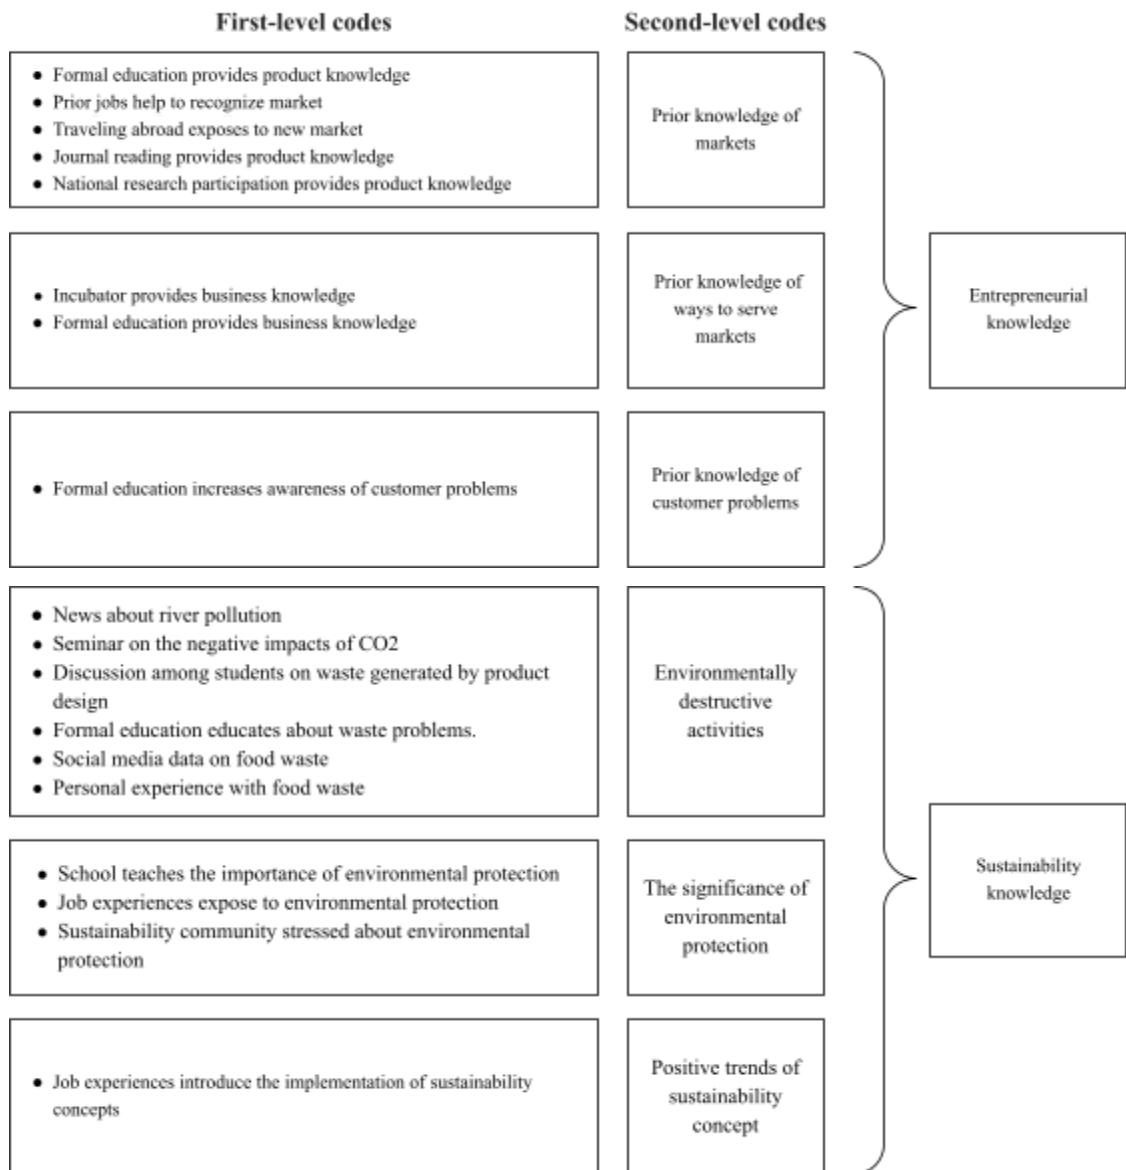 First-level codes
Second-level codes
● Formal education provides product knowledge
● Prior jobs help to recognize market
● Traveling abroad exposes to new market
● Journal reading provides product knowledge
● National research participation provides product knowledge
Prior knowledge of
markets
● Incubator provides business knowledge
● Formal education provides business knowledge
Prior knowledge of
ways to serve
markets
Entrepreneurial
knowledge
● Formal education increases awareness of customer problems
Prior knowledge of
customer problems
● News about river pollution
● Seminar on the negative impacts of CO2
● Discussion among students on waste generated by product
design
● Formal education educates about waste problems.
● Social media data on food waste
● Personal experience with food waste
Environmentally
destructive
activities
● School teaches the importance of environmental protection
● Job experiences expose to environmental protection
● Sustainability community stressed about environmental
protection
The significance of
environmental
protection
Sustainability
knowledge
● Job experiences introduce the implementation of sustainability
concepts
Positive trends of
sustainability
concept